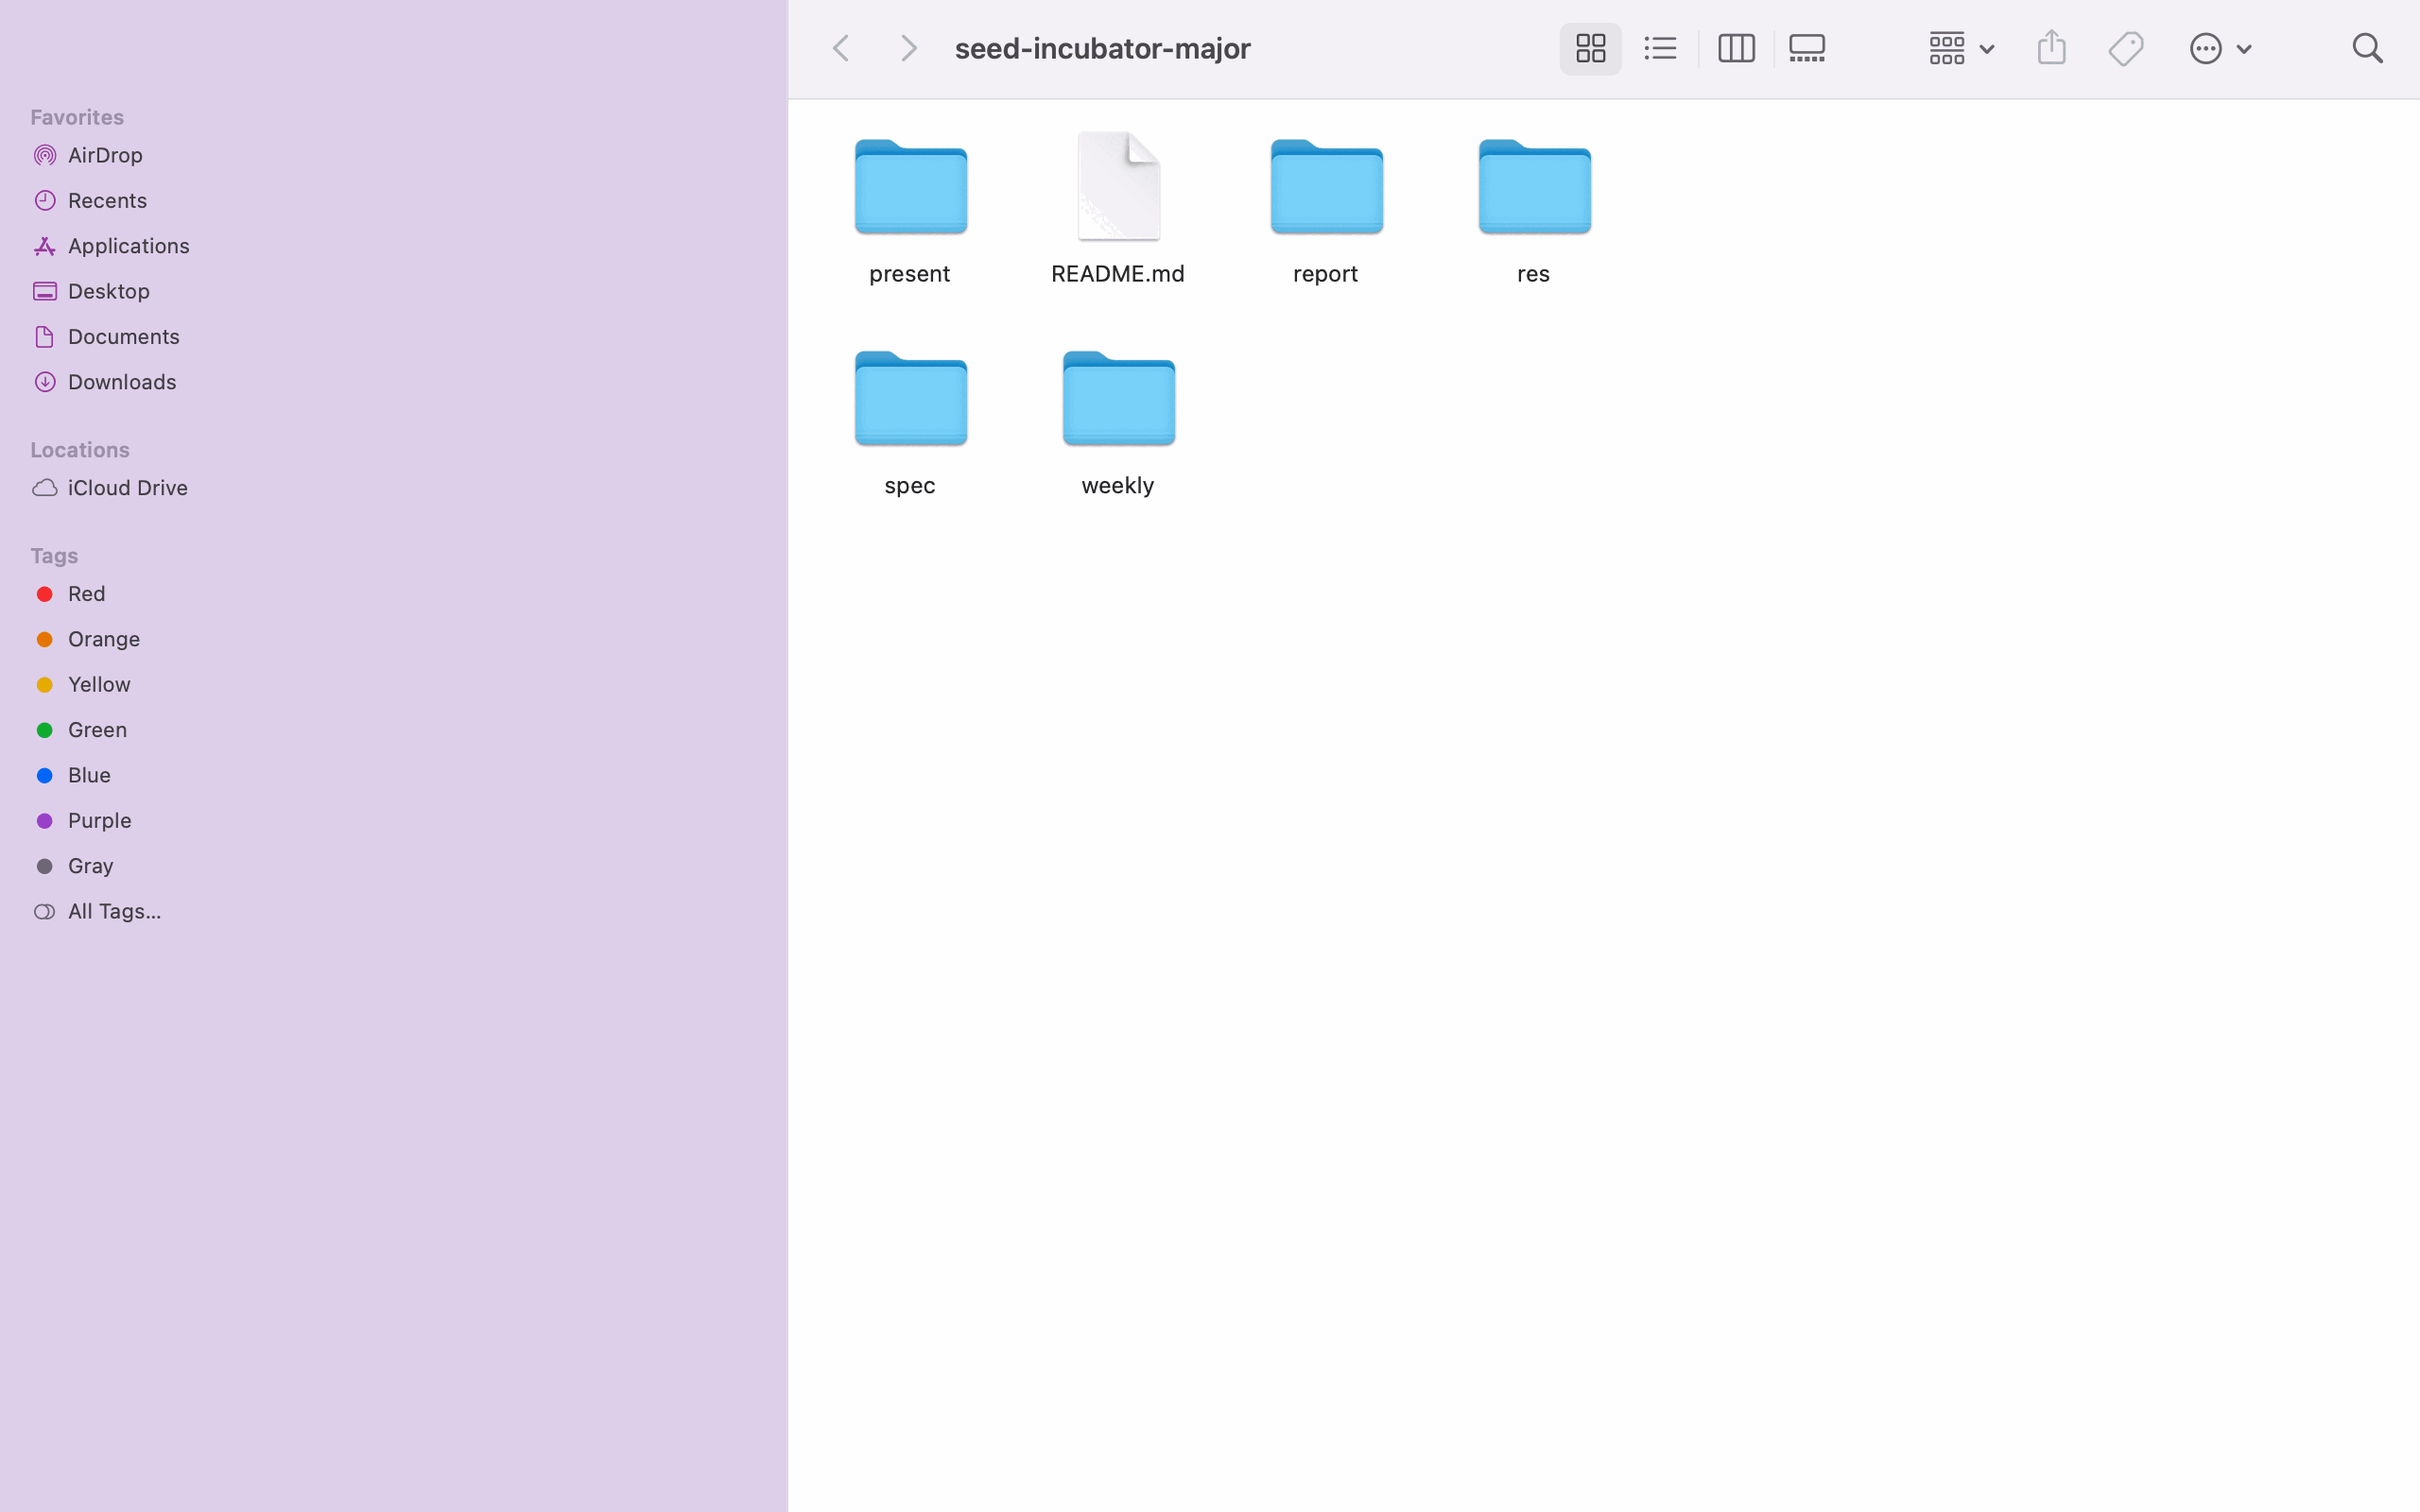 seed-incubator-major
Favorites
AirDrop
Recents
Applications
Desktop
Documents
Downloads
Locations
iCloud Drive
Tags
Red
Orange
Yellow
Green
Blue
Purple
Gray
All Tags...
present
README.md
report
res
spec
weekly